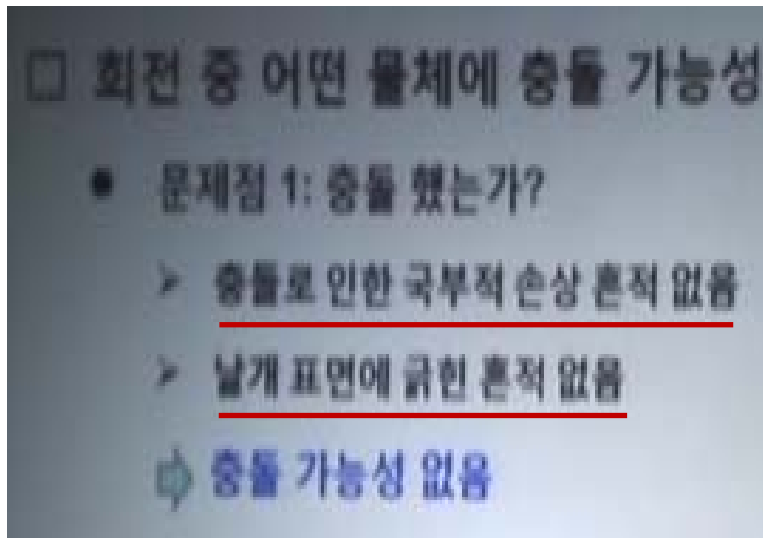 □ 회전 중 어떤 물체에 충돌 가능성
● 문제점 1: 충돌 했는가?
➢ 충돌로 인한 국부적 손상 흔적 없음
➢ 날개 표면에 긁힌 흔적 없음
⇨ 충돌 가능성 없음